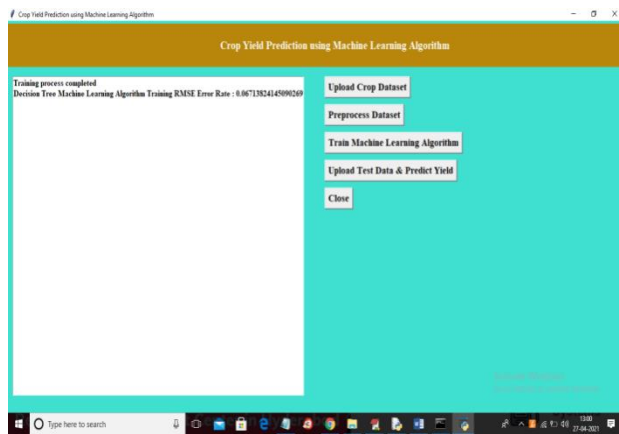 Crop Yield Prediction using Machine Learning Algorithm
Crop Yield Prediction using Machine Learning Algorithm
Training process completed
Decision Tree Machine Learning Algorithm Training RMSE Error Rate : 0.06713824145090269
Upload Crop Dataset
Preprocess Dataset
Train Machine Learning Algorithm
Upload Test Data & Predict Yield
Close
Type here to search
13:00
27-04-2021